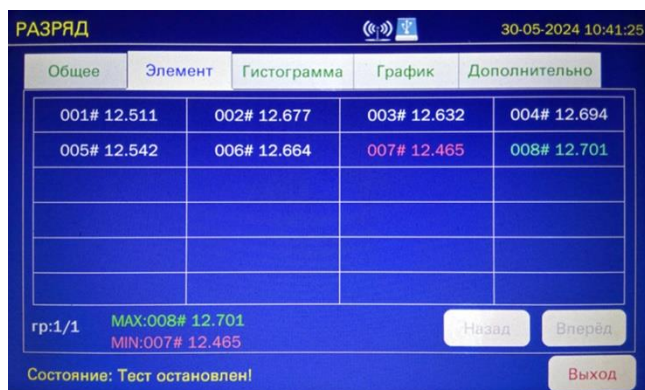 РАЗРЯД 30-05-2024 10:41:25
Общее Элемент Гистограмма График Дополнительно
001# 12.511 002# 12.677 003# 12.632 004# 12.694
005# 12.542 006# 12.664 007# 12.465 008# 12.701
гр:1/1 MAX:008# 12.701 Назад Вперёд
MIN:007# 12.465
Состояние: Тест остановлен! Выход